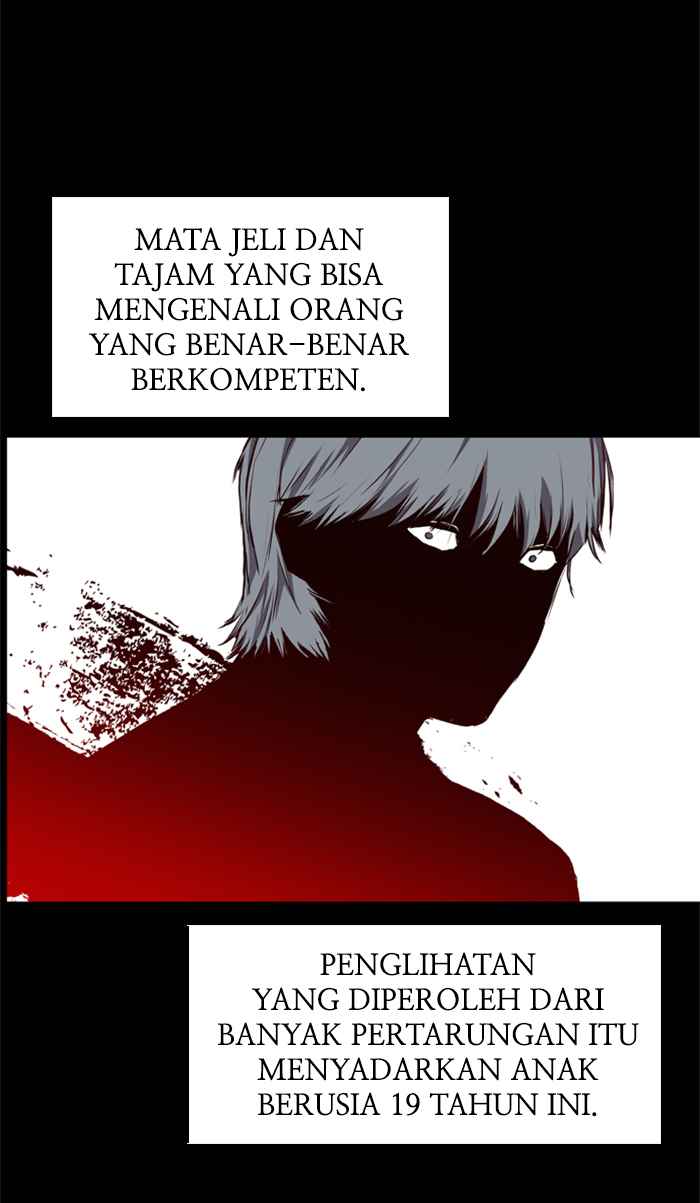 MATA JELI DAN
TAJAM YANG BISA
MENGENALI ORANG
YANG BENAR-BENAR
BERKOMPETEN.
PENGLIHATAN
YANG DIPEROLEH DARI
BANYAK PERTARUNGAN ITU
MENYADARKAN ANAK
BERUSIA 19 TAHUN INI.